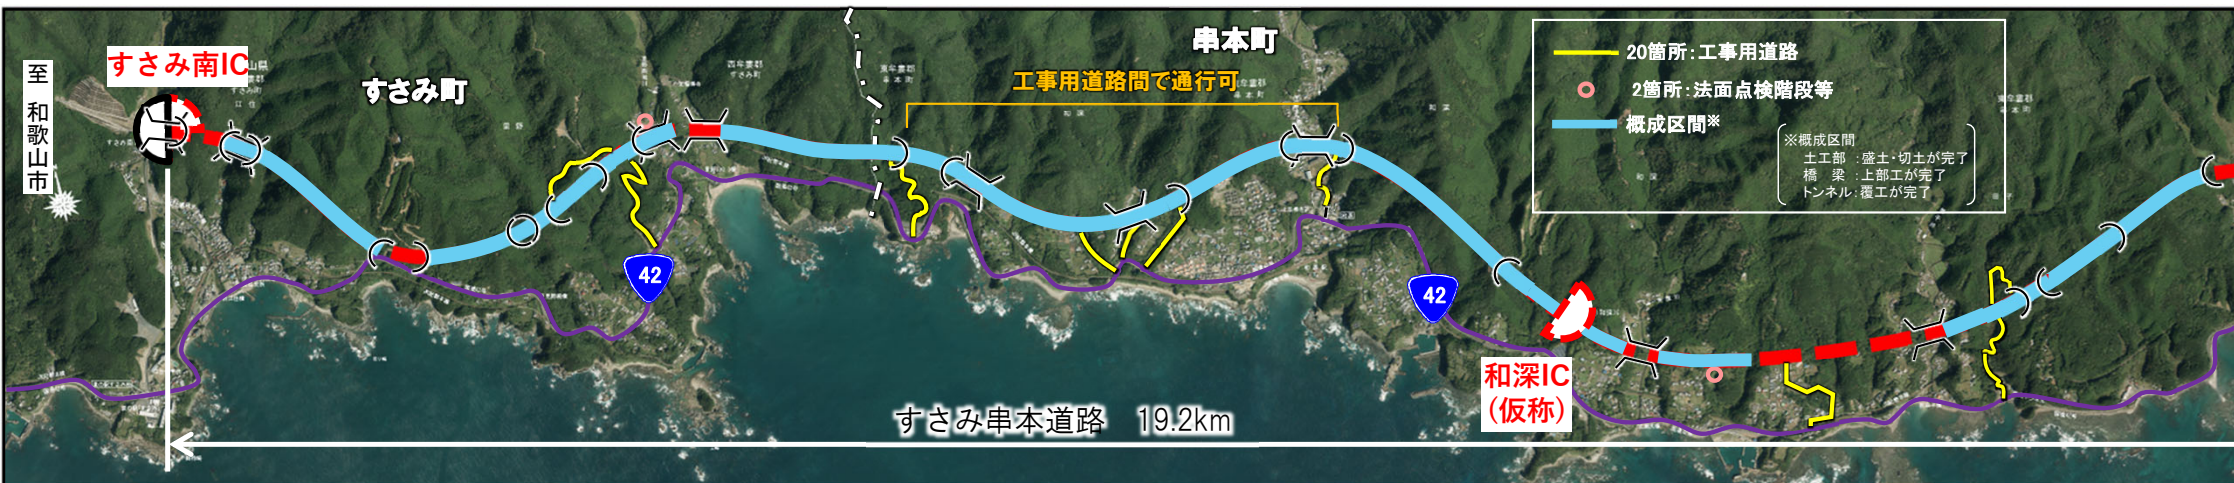 至 和歌山市
すさみ南IC
すさみ町
串本町
工事用道路間で通行可
20箇所:工事用道路
2箇所:法面点検階段等
概成区間※
※概成区間
土工部 :盛土・切土が完了
橋 梁 :上部工が完了
トンネル:覆工が完了
42
42
和深IC
(仮称)
すさみ串本道路 19.2km